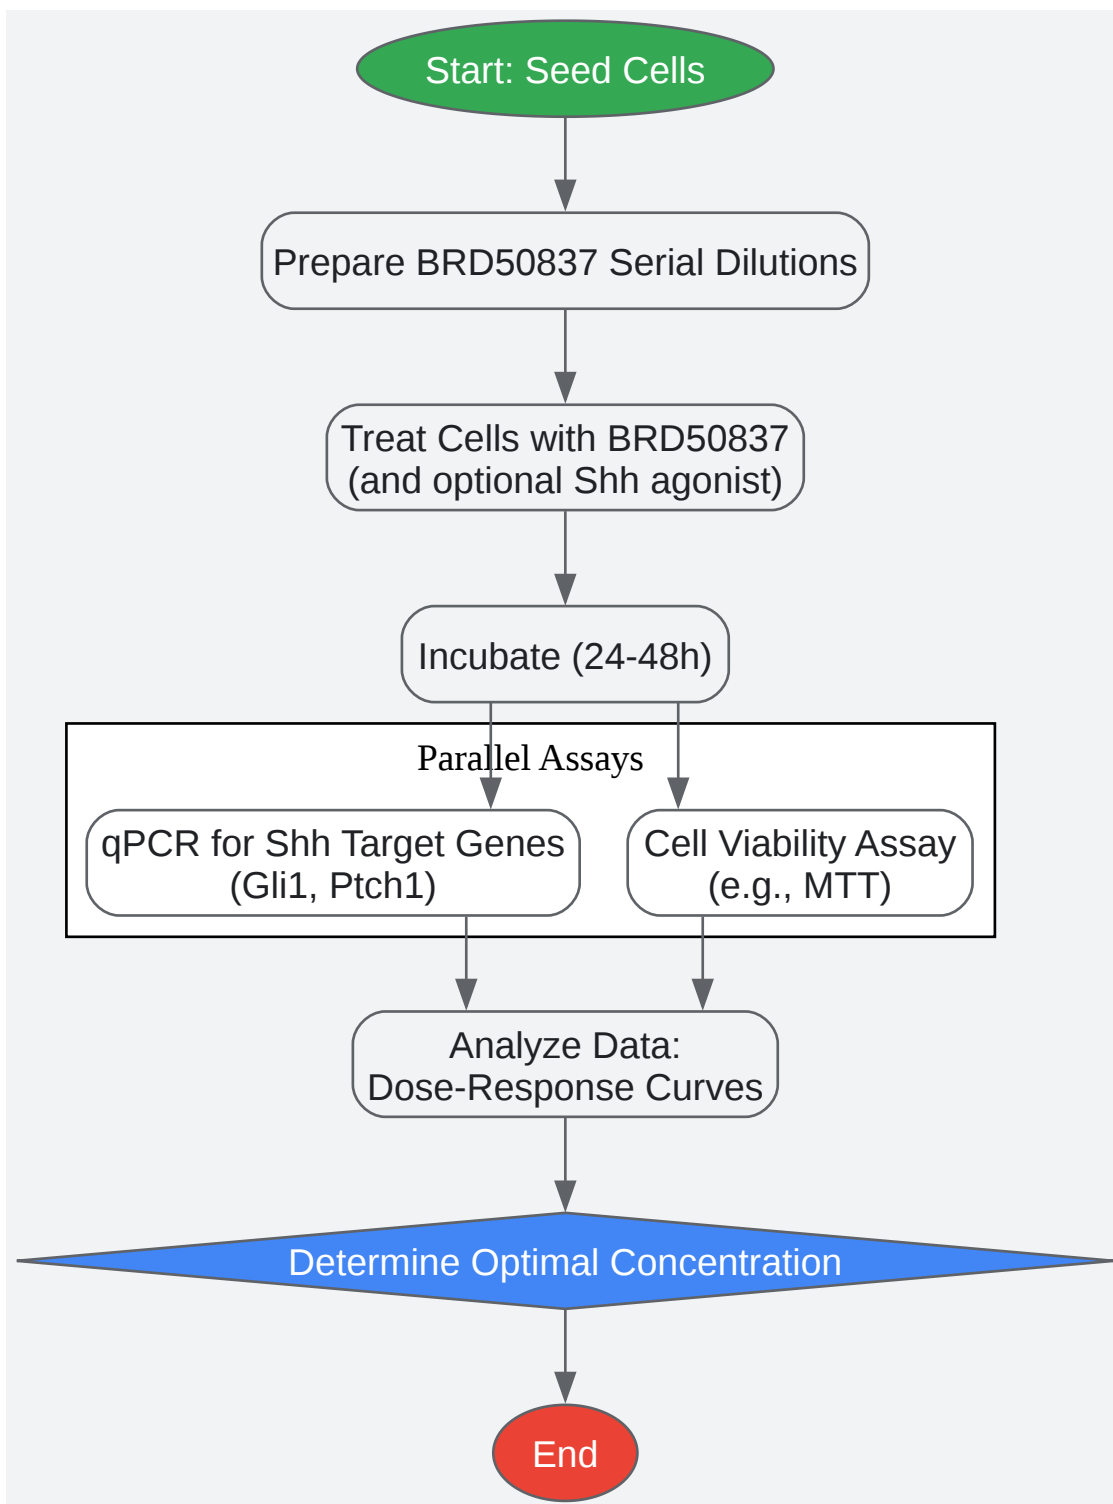 Start: Seed Cells
Prepare BRD50837 Serial Dilutions
Treat Cells with BRD50837
(and optional Shh agonist)
Incubate (24-48h)
Parallel Assays
qPCR for Shh Target Genes
(Gli1, Ptch1)
Cell Viability Assay
(e.g., MTT)
Analyze Data:
Dose-Response Curves
Determine Optimal Concentration
End